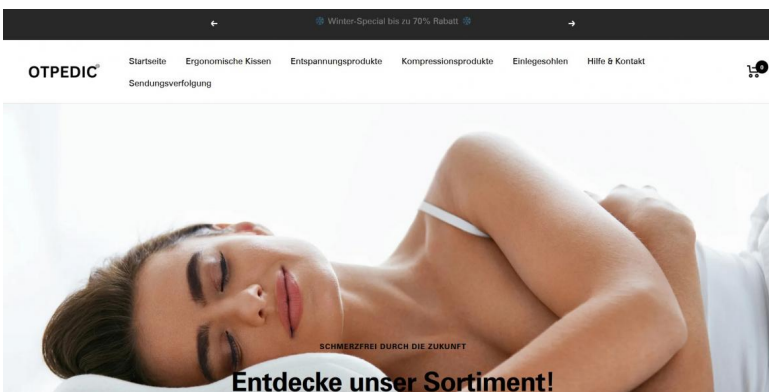 ← ❄ Winter-Special bis zu 70% Rabatt ❄ →
OTPEDIC®
Startseite Ergonomische Kissen Entspannungsprodukte Kompressionsprodukte Einlegesohlen Hilfe & Kontakt
0
Sendungsverfolgung
SCHMERZFREI DURCH DIE ZUKUNFT
Entdecke unser Sortiment!